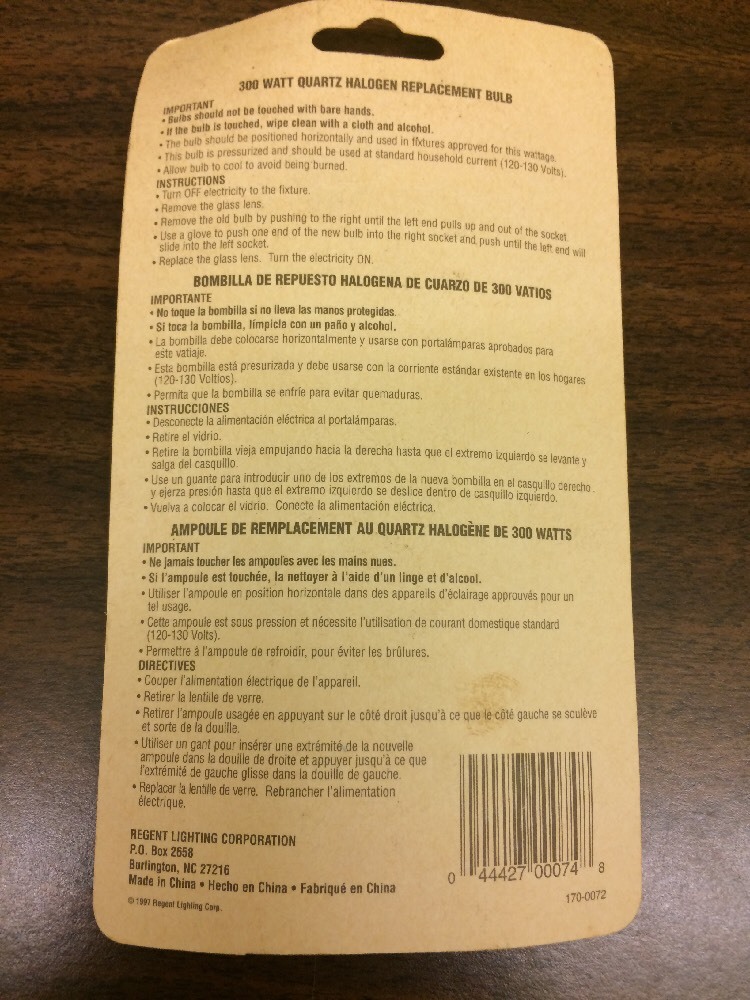 300 WATT QUARTZ HALOGEN REPLACEMENT BULB
IMPORTANT
• Bulbs should not be touched with bare hands.
• If the bulb is touched, wipe clean with a cloth and alcohol.
• The bulb should be positioned horizontally and used in fixtures approved for this wattage.
• This bulb is pressurized and should be used at standard household current (120-130 Volts).
• Allow bulb to cool to avoid being burned.
INSTRUCTIONS
• Turn OFF electricity to the fixture.
• Remove the glass lens.
• Remove the old bulb by pushing to the right until the left end pulls up and out of the socket.
• Use a glove to push one end of the new bulb into the right socket and push until the left end will
slide into the left socket.
• Replace the glass lens. Turn the electricity ON.
BOMBILLA DE REPUESTO HALOGENA DE CUARZO DE 300 VATIOS
IMPORTANTE
• No toque la bombilla si no lleva las manos protegidas.
• Si toca la bombilla, límpicla con un paño y alcohol.
• La bombilla debe colocarse horizontalmente y usarse con portalámparas aprobados para
este vatiaje.
• Esta bombilla está presurizada y debe usarse con la corriente estándar existente en los hogares
(120-130 Voltios).
• Permita que la bombilla se enfríe para evitar quemaduras.
INSTRUCCIONES
• Desconecte la alimentación eléctrica al portalámparas.
• Retire el vidrio.
• Retire la bombilla vieja empujando hacia la derecha hasta que el extremo izquierdo se levante y
salga del casquillo.
• Use un guante para introducir uno de los extremos de la nueva bombilla en el casquillo derecho
y ejerza presión hasta que el extremo izquierdo se deslice dentro de casquillo izquierdo.
• Vuelva a colocar el vidrio. Conecte la alimentación eléctrica.
AMPOULE DE REMPLACEMENT AU QUARTZ HALOGÈNE DE 300 WATTS
IMPORTANT
• Ne jamais toucher les ampoules avec les mains nues.
• Si l'ampoule est touchée, la nettoyer à l'aide d'un linge et d'alcool.
• Utiliser l'ampoule en position horizontale dans des appareils d'éclairage approuvés pour un
tel usage.
• Cette ampoule est sous pression et nécessite l'utilisation de courant domestique standard
(120-130 Volts).
• Permettre à l'ampoule de refroidir, pour éviter les brûlures.
DIRECTIVES
• Couper l'alimentation électrique de l'appareil.
• Retirer la lentille de verre.
• Retirer l'ampoule usagée en appuyant sur le côté droit jusqu'à ce que le côté gauche se soulève
et sorte de la douille.
• Utiliser un gant pour insérer une extrémité de la nouvelle
ampoule dans la douille de droite et appuyer jusqu'à ce que
l'extrémité de gauche glisse dans la douille de gauche.
• Replacer la lentille de verre. Rebrancher l'alimentation
électrique.
REGENT LIGHTING CORPORATION
P.O. Box 2658
Burlington, NC 27216
Made in China • Hecho en China • Fabriqué en China
© 1997 Regent Lighting Corp.
0 44427 00074 8
170-0072